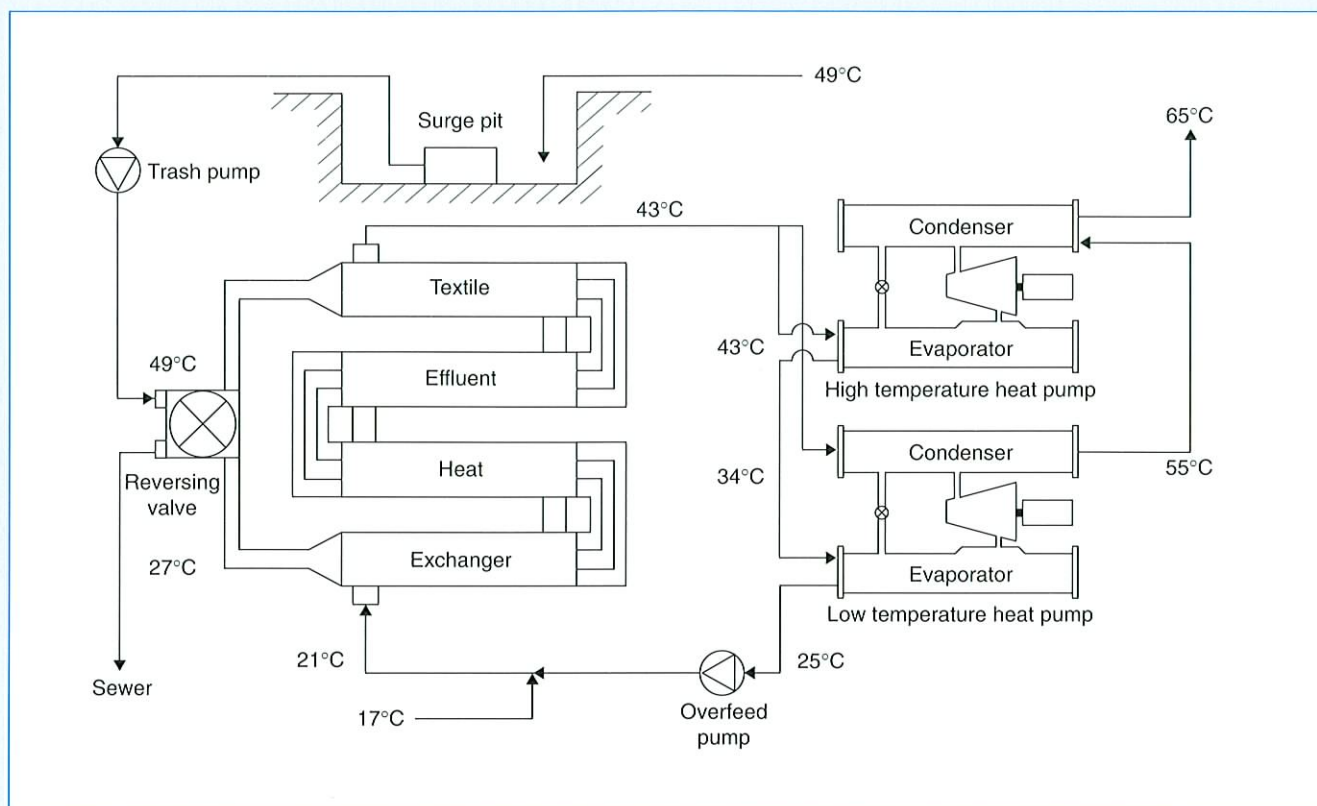 49°C
65°C
Surge pit
Trash pump
43°C
Condenser
Textile
43°C
Evaporator
49°C
Effluent
High temperature heat pump
Condenser
Heat
34°C
55°C
Reversing
valve
Exchanger
27°C
Evaporator
Low temperature heat pump
21°C
25°C
Sewer
17°C
Overfeed
pump